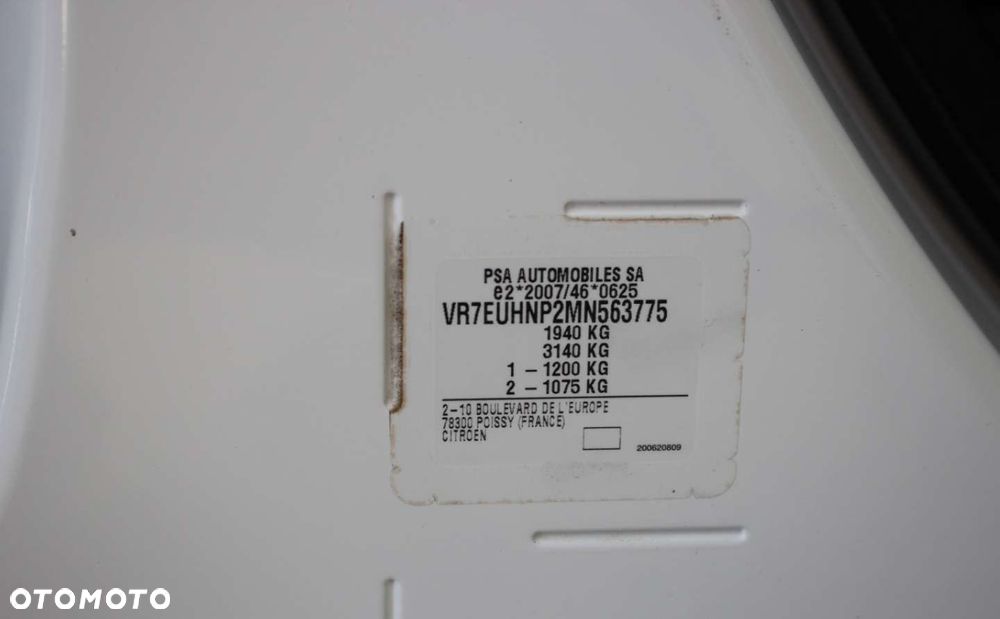 PSA AUTOMOBILES SA
e2*2007/46*0625
VR7EUHNP2MN563775
1940 KG
3140 KG
1 - 1200 KG
2 - 1075 KG
2-10 BOULEVARD DE L'EUROPE
78300 POISSY (FRANCE)
CITROEN
200620809
OTOMOTO